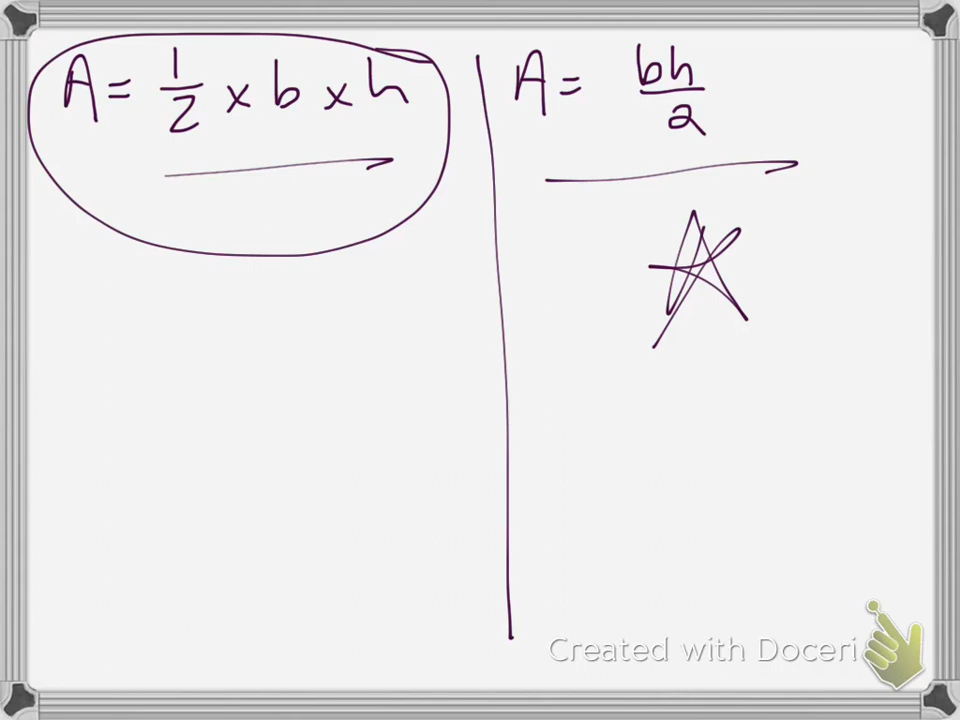 A = 1/2 x b x h
A = bh/2
Created with Doceri